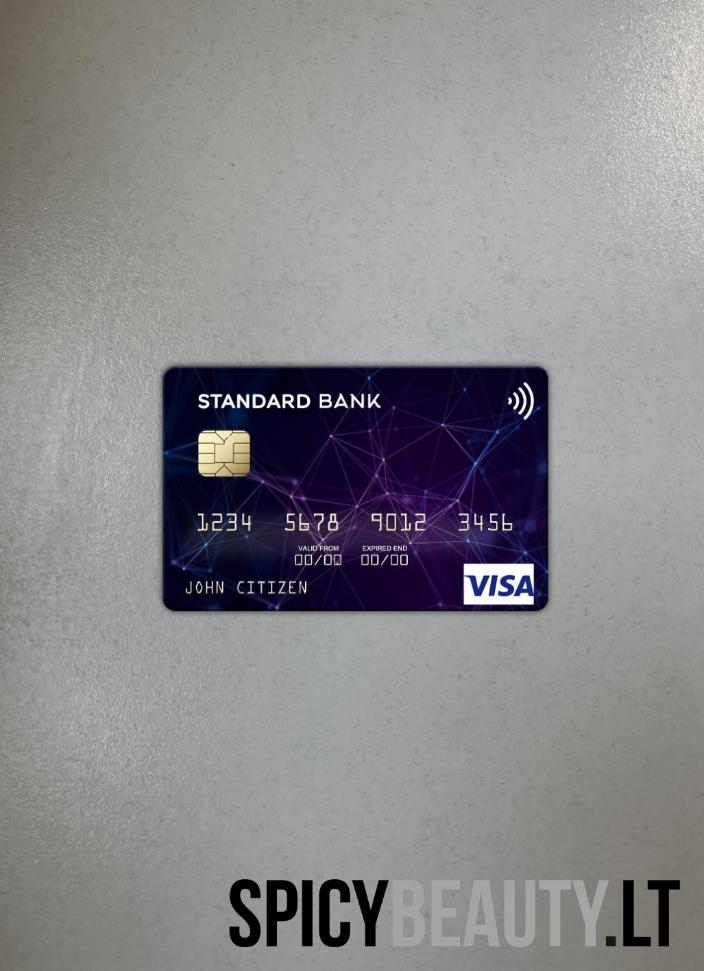 STANDARD BANK
1234 5678 9012 3456
VALID FROM EXPIRED END
00/00 00/00
JOHN CITIZEN
VISA
SPICYBEAUTY.LT